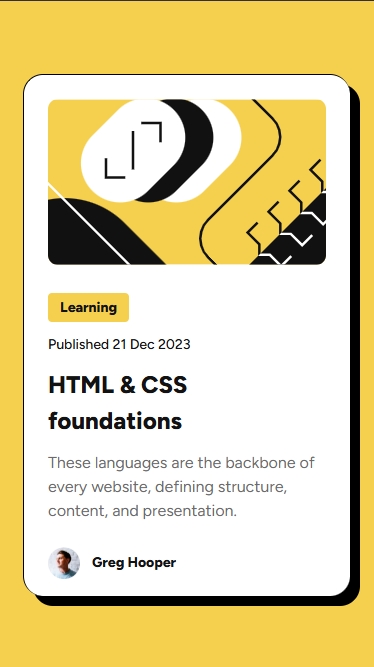 Learning
Published 21 Dec 2023
HTML & CSS
foundations
These languages are the backbone of
every website, defining structure,
content, and presentation.
Greg Hooper